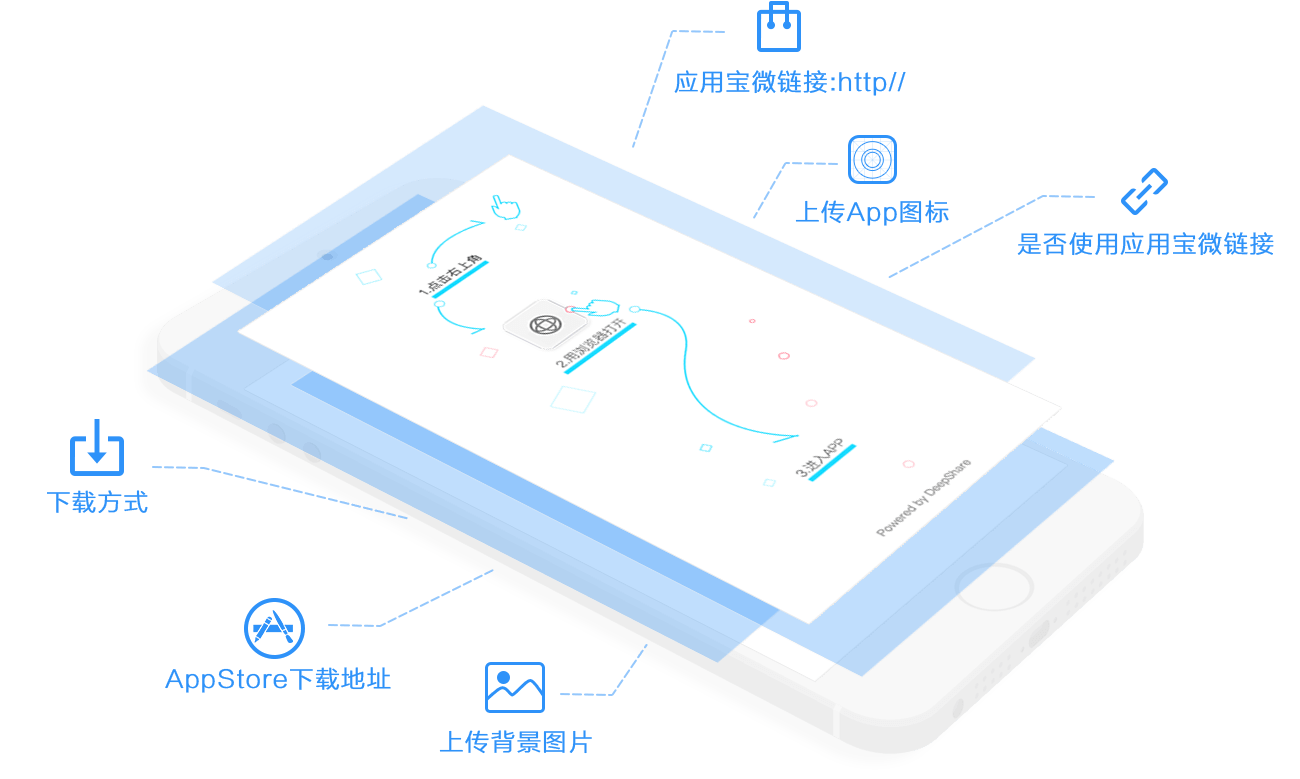 应用宝微链接:http//
上传App图标
是否使用应用宝微链接
1.点击右上角
2.用浏览器打开
3.进入APP
Powered by DeepShare
下载方式
AppStore下载地址
上传背景图片